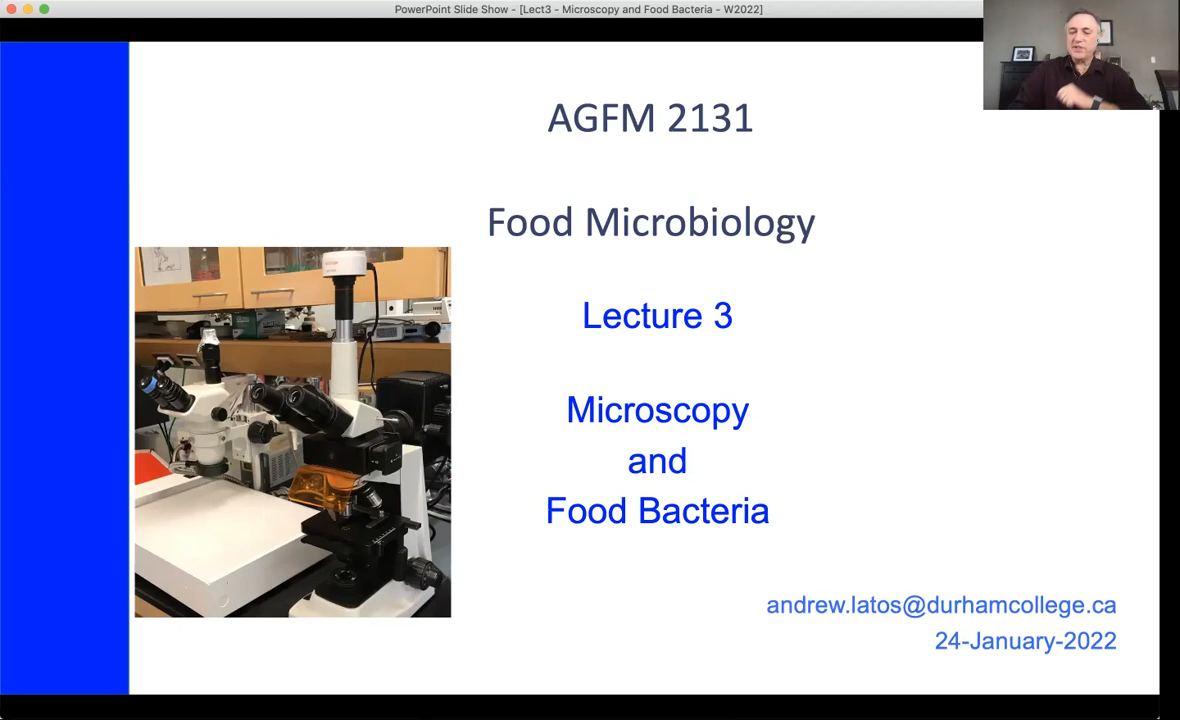 PowerPoint Slide Show - [Lect3 - Microscopy and Food Bacteria - W2022]
AGFM 2131
Food Microbiology
Lecture 3
Microscopy
and
Food Bacteria
andrew.latos@durhamcollege.ca
24-January-2022